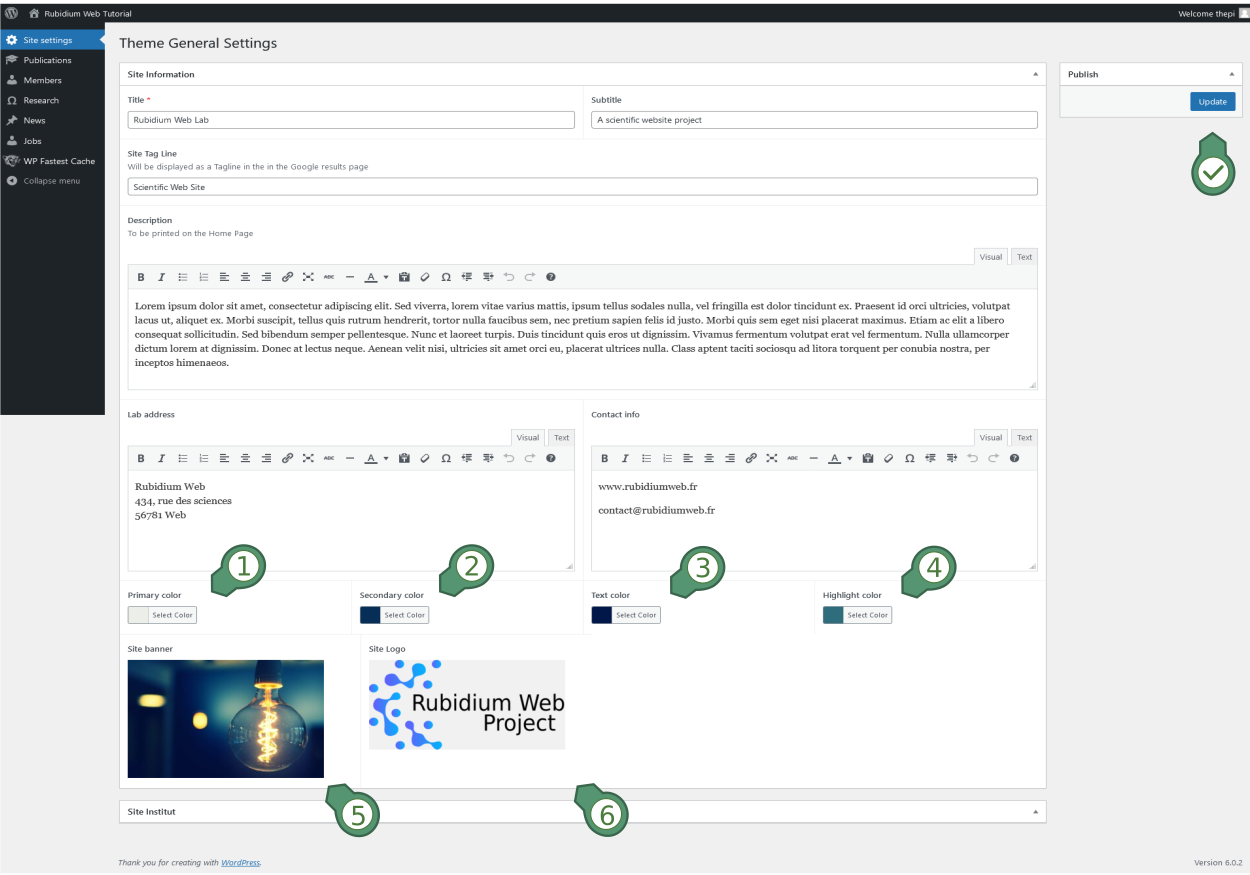 Rubidium Web Tutorial
Welcome thepi
Site settings
Publications
Members
Research
News
Jobs
WP Fastest Cache
Collapse menu
Theme General Settings
Site Information
Title *
Rubidium Web Lab
Subtitle
A scientific website project
Site Tag Line
Will be displayed as a Tagline in the in the Google results page
Scientific Web Site
Description
To be printed on the Home Page
Visual Text
B I ABC A Ω
Lorem ipsum dolor sit amet, consectetur adipiscing elit. Sed viverra, lorem vitae varius mattis, ipsum tellus sodales nulla, vel fringilla est dolor tincidunt ex. Praesent id orci ultricies, volutpat
lacus ut, aliquet ex. Morbi suscipit, tellus quis rutrum hendrerit, tortor nulla faucibus sem, nec pretium sapien felis id justo. Morbi quis sem eget nisi placerat maximus. Etiam ac elit a libero
consequat sollicitudin. Sed bibendum semper pellentesque. Nunc et laoreet turpis. Duis tincidunt quis eros ut dignissim. Vivamus fermentum volutpat erat vel fermentum. Nulla ullamcorper
dictum lorem at dignissim. Donec at lectus neque. Aenean velit nisi, ultricies sit amet orci eu, placerat ultrices nulla. Class aptent taciti sociosqu ad litora torquent per conubia nostra, per
inceptos himenaeos.
Lab address
Visual Text
B I ABC A Ω
Rubidium Web
434, rue des sciences
56781 Web
Contact info
Visual Text
B I ABC A Ω
www.rubidiumweb.fr
contact@rubidiumweb.fr
1
2
3
4
Primary color
Select Color
Secondary color
Select Color
Text color
Select Color
Highlight color
Select Color
Site banner
Site Logo
Rubidium Web
Project
5
6
Site Institut
Publish
Update
Thank you for creating with WordPress.
Version 6.0.2